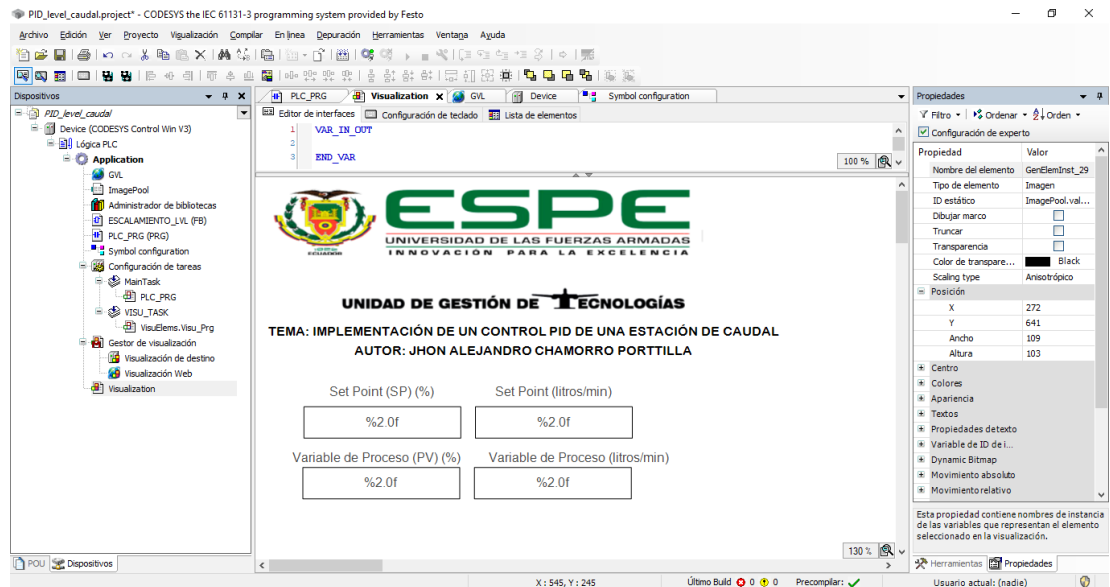 PID_level_caudal.project* - CODESYS the IEC 61131-3 programming system provided by Festo
Archivo Edición Ver Proyecto Visualización Compilar En línea Depuración Herramientas Ventana Ayuda
Dispositivos
PID_level_caudal
Device (CODESYS Control Win V3)
Lógica PLC
Application
GVL
ImagePool
Administrador de bibliotecas
ESCALAMIENTO_LVL (FB)
PLC_PRG (PRG)
Symbol configuration
Configuración de tareas
MainTask
PLC_PRG
VISU_TASK
VisuElems.Visu_Prg
Gestor de visualización
Visualización de destino
Visualización Web
Visualization
POU Dispositivos
PLC_PRG Visualization GVL Device Symbol configuration
Editor de interfaces Configuración de teclado Lista de elementos
1 VAR_IN_OUT
2
3 END_VAR
100 %
ECUADOR
ESPE
UNIVERSIDAD DE LAS FUERZAS ARMADAS
INNOVACIÓN PARA LA EXCELENCIA
UNIDAD DE GESTIÓN DE TECNOLOGÍAS
TEMA: IMPLEMENTACIÓN DE UN CONTROL PID DE UNA ESTACIÓN DE CAUDAL
AUTOR: JHON ALEJANDRO CHAMORRO PORTTILLA
Set Point (SP) (%) Set Point (litros/min)
%2.0f %2.0f
Variable de Proceso (PV) (%) Variable de Proceso (litros/min)
%2.0f %2.0f
130 %
Propiedades
Filtro Ordenar Orden
Configuración de experto
Propiedad Valor
Nombre del elemento GenElemInst_29
Tipo de elemento Imagen
ID estático ImagePool.val...
Dibujar marco
Truncar
Transparencia
Color de transpare... Black
Scaling type Anisotrópico
Posición
X 272
Y 641
Ancho 109
Altura 103
Centro
Colores
Apariencia
Textos
Propiedades detexto
Variable de ID de i...
Dynamic Bitmap
Movimiento absoluto
Movimientorelativo
Esta propiedad contiene nombres de instancia
de las variables que representan el elemento
seleccionado en la visualización.
Herramientas Propiedades
X : 545, Y : 245 Último Build 0 0 Precompilar: Usuario actual: (nadie)